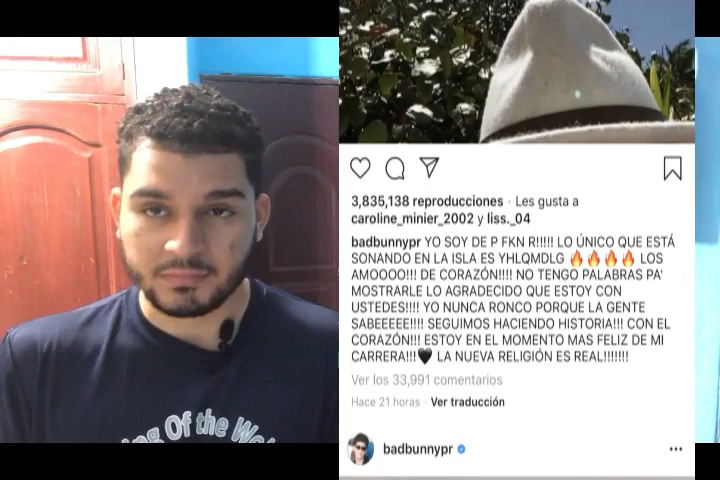 3,835,138 reproducciones · Les gusta a
caroline_minier_2002 y liss._04
badbunnypr YO SOY DE P FKN R!!!!! LO ÚNICO QUE ESTÁ
SONANDO EN LA ISLA ES YHLQMDLG 🔥🔥🔥🔥 LOS
AMOOOO!!! DE CORAZÓN!!!! NO TENGO PALABRAS PA'
MOSTRARLE LO AGRADECIDO QUE ESTOY CON
USTEDES!!!! YO NUNCA RONCO PORQUE LA GENTE
SABEEEEE!!!! SEGUIMOS HACIENDO HISTORIA!!! CON EL
CORAZÓN!!! ESTOY EN EL MOMENTO MAS FELIZ DE MI
CARRERA!!!🖤 LA NUEVA RELIGIÓN ES REAL!!!!!!!
Ver los 33,991 comentarios
Hace 21 horas · Ver traducción
badbunnypr
Of the